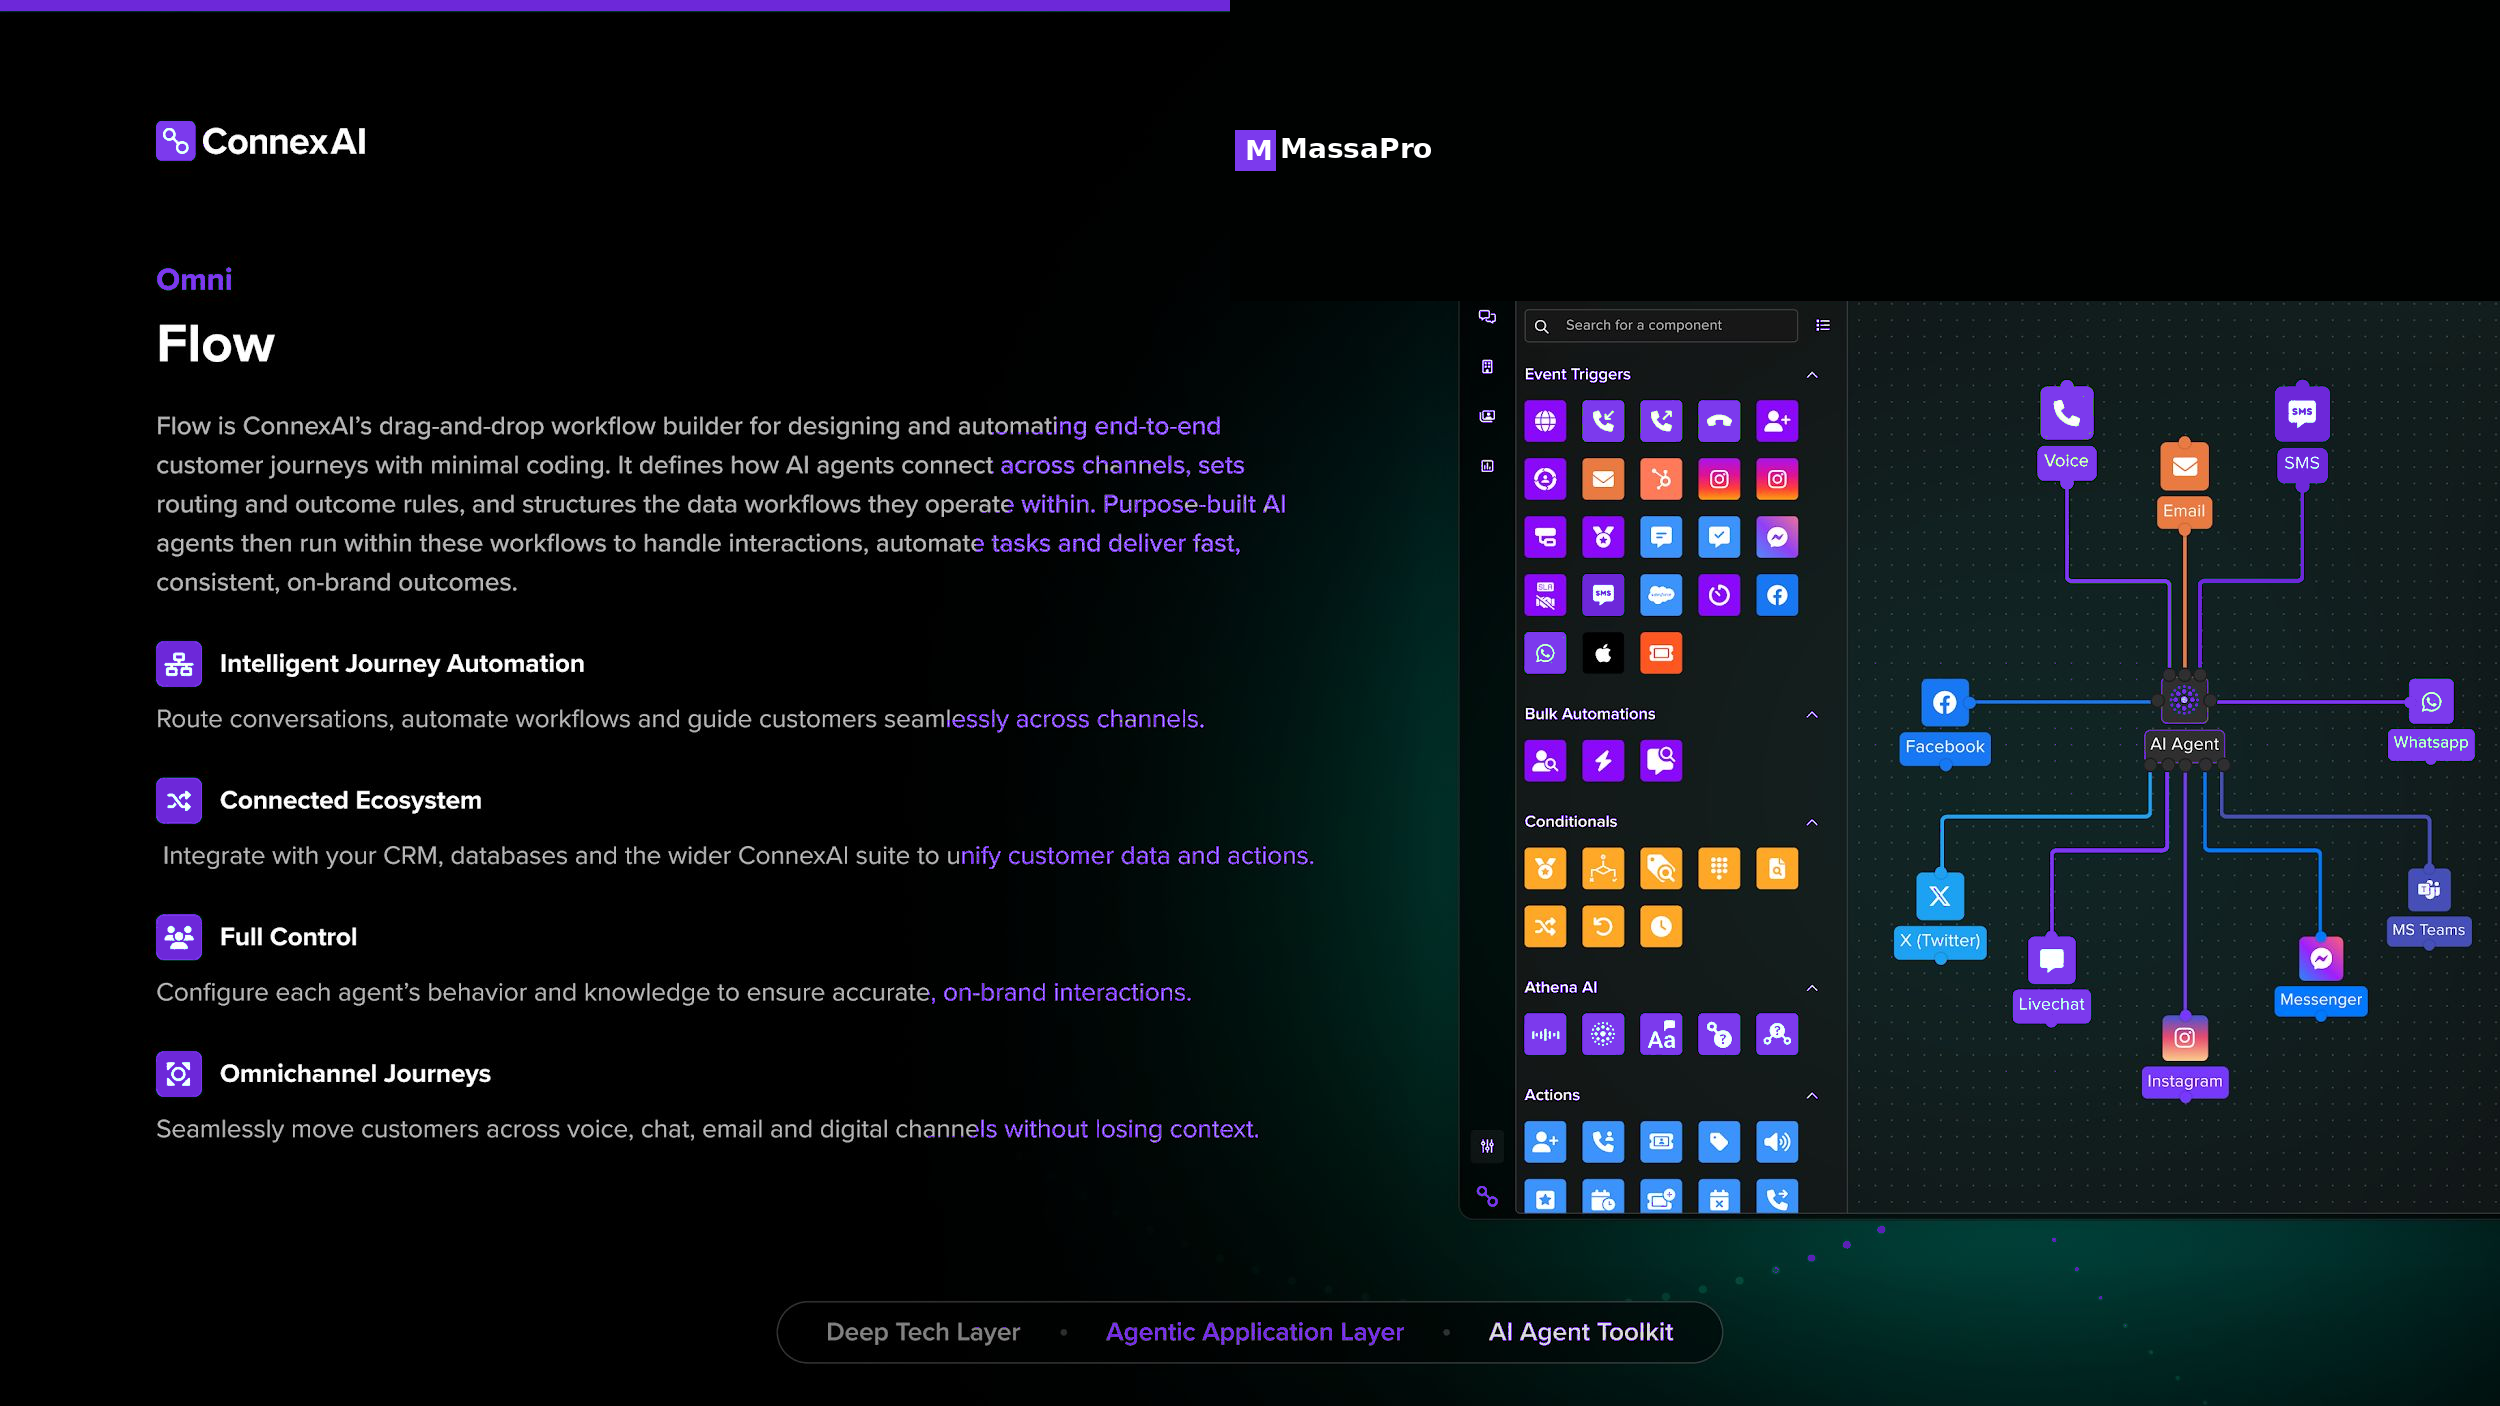 ConnexAI
M MassaPro
Omni
Flow
Flow is ConnexAI’s drag-and-drop workflow builder for designing and automating end-to-end
customer journeys with minimal coding. It defines how AI agents connect across channels, sets
routing and outcome rules, and structures the data workflows they operate within. Purpose-built AI
agents then run within these workflows to handle interactions, automate tasks and deliver fast,
consistent, on-brand outcomes.
Intelligent Journey Automation
Route conversations, automate workflows and guide customers seamlessly across channels.
Connected Ecosystem
Integrate with your CRM, databases and the wider ConnexAI suite to unify customer data and actions.
Full Control
Configure each agent’s behavior and knowledge to ensure accurate, on-brand interactions.
Omnichannel Journeys
Seamlessly move customers across voice, chat, email and digital channels without losing context.
Search for a component
Event Triggers
SLA
SMS
Bulk Automations
Conditionals
Athena AI
Aa
Actions
Voice
SMS
SMS
Email
Facebook
AI Agent
Whatsapp
X (Twitter)
MS Teams
Livechat
Messenger
Instagram
Deep Tech Layer • Agentic Application Layer • AI Agent Toolkit